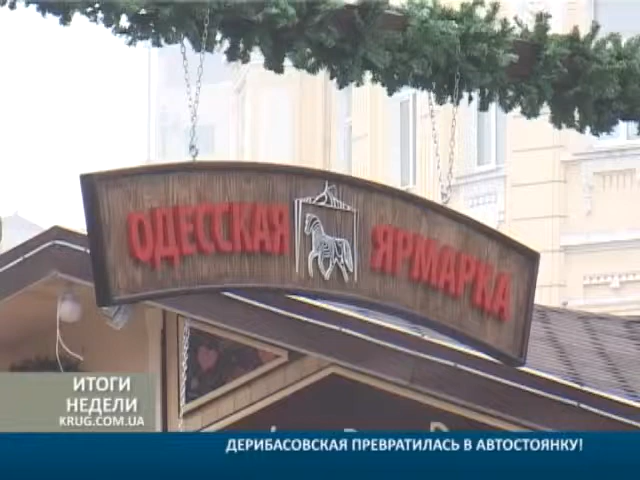 ОДЕССКАЯ ЯРМАРКА
ИТОГИ
НЕДЕЛИ
KRUG.COM.UA
ДЕРИБАСОВСКАЯ ПРЕВРАТИЛАСЬ В АВТОСТОЯНКУ!